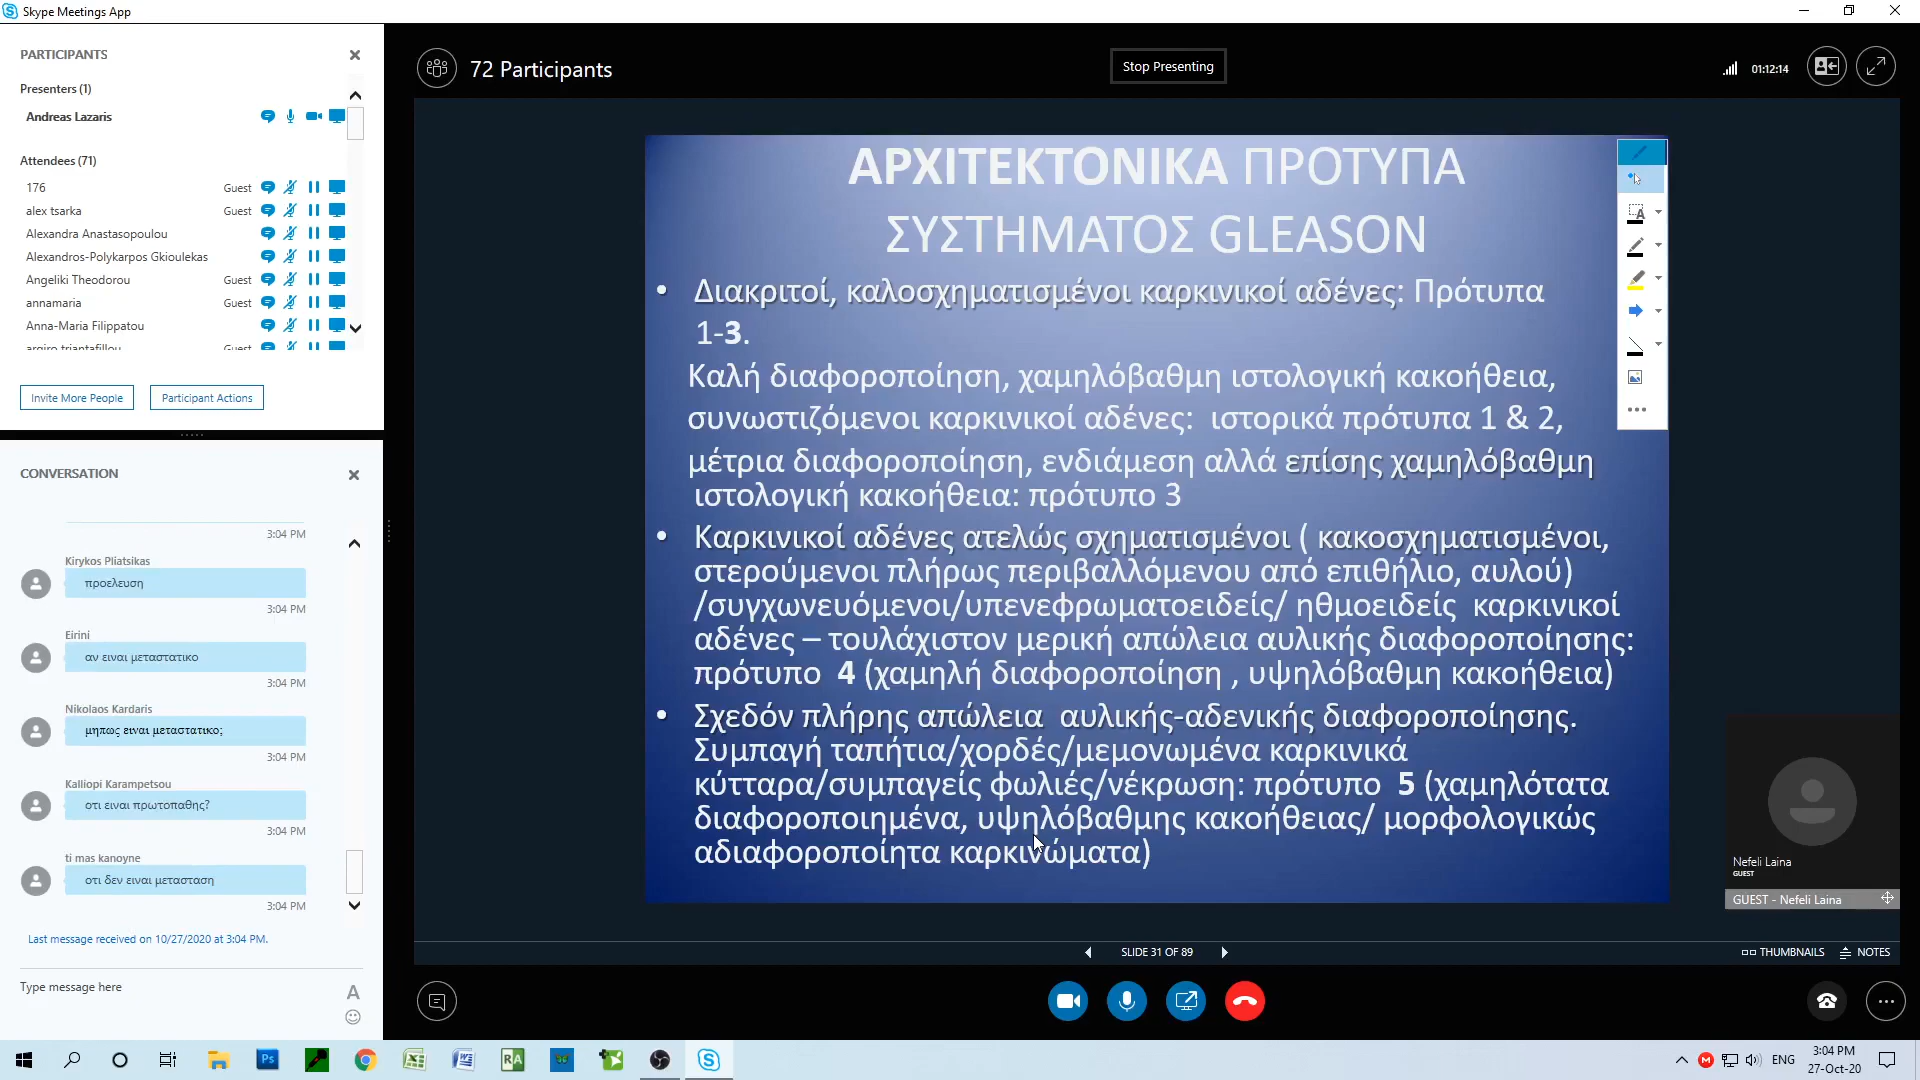 Skype Meetings App
PARTICIPANTS
Presenters (1)
Andreas Lazaris
Attendees (71)
176 Guest
alex tsarka Guest
Alexandra Anastasopoulou
Alexandros-Polykarpos Gkioulekas
Angeliki Theodorou Guest
annamaria Guest
Anna-Maria Filippatou
argiro triantafillou Guest
Invite More People
Participant Actions
CONVERSATION
3:04 PM
Kirykos Pliatsikas
προελευση
3:04 PM
Eirini
αν ειναι μεταστατικο
3:04 PM
Nikolaos Kardaris
μηπως ειναι μεταστατικο;
3:04 PM
Kalliopi Karampetsou
οτι ειναι πρωτοπαθης?
3:04 PM
ti mas kanoyne
οτι δεν ειναι μετασταση
3:04 PM
Last message received on 10/27/2020 at 3:04 PM.
Type message here
72 Participants
Stop Presenting
01:12:14
ΑΡΧΙΤΕΚΤΟΝΙΚΑ ΠΡΟΤΥΠΑ
ΣΥΣΤΗΜΑΤΟΣ GLEASON
• Διακριτοί, καλοσχηματισμένοι καρκινικοί αδένες: Πρότυπα
1-3.
Καλή διαφοροποίηση, χαμηλόβαθμη ιστολογική κακοήθεια,
συνωστιζόμενοι καρκινικοί αδένες: ιστορικά πρότυπα 1 & 2,
μέτρια διαφοροποίηση, ενδιάμεση αλλά επίσης χαμηλόβαθμη
ιστολογική κακοήθεια: πρότυπο 3
• Καρκινικοί αδένες ατελώς σχηματισμένοι ( κακοσχηματισμένοι,
στερούμενοι πλήρως περιβαλλόμενου από επιθήλιο, αυλού)
/συγχωνευόμενοι/υπενεφρωματοειδείς/ ηθμοειδείς καρκινικοί
αδένες – τουλάχιστον μερική απώλεια αυλικής διαφοροποίησης:
πρότυπο 4 (χαμηλή διαφοροποίηση , υψηλόβαθμη κακοήθεια)
• Σχεδόν πλήρης απώλεια αυλικής-αδενικής διαφοροποίησης.
Συμπαγή ταπήτια/χορδές/μεμονωμένα καρκινικά
κύτταρα/συμπαγείς φωλιές/νέκρωση: πρότυπο 5 (χαμηλότατα
διαφοροποιημένα, υψηλόβαθμης κακοήθειας/ μορφολογικώς
αδιαφοροποίητα καρκινώματα)
Nefeli Laina
GUEST
GUEST - Nefeli Laina
SLIDE 31 OF 89
THUMBNAILS
NOTES
ENG
3:04 PM
27-Oct-20